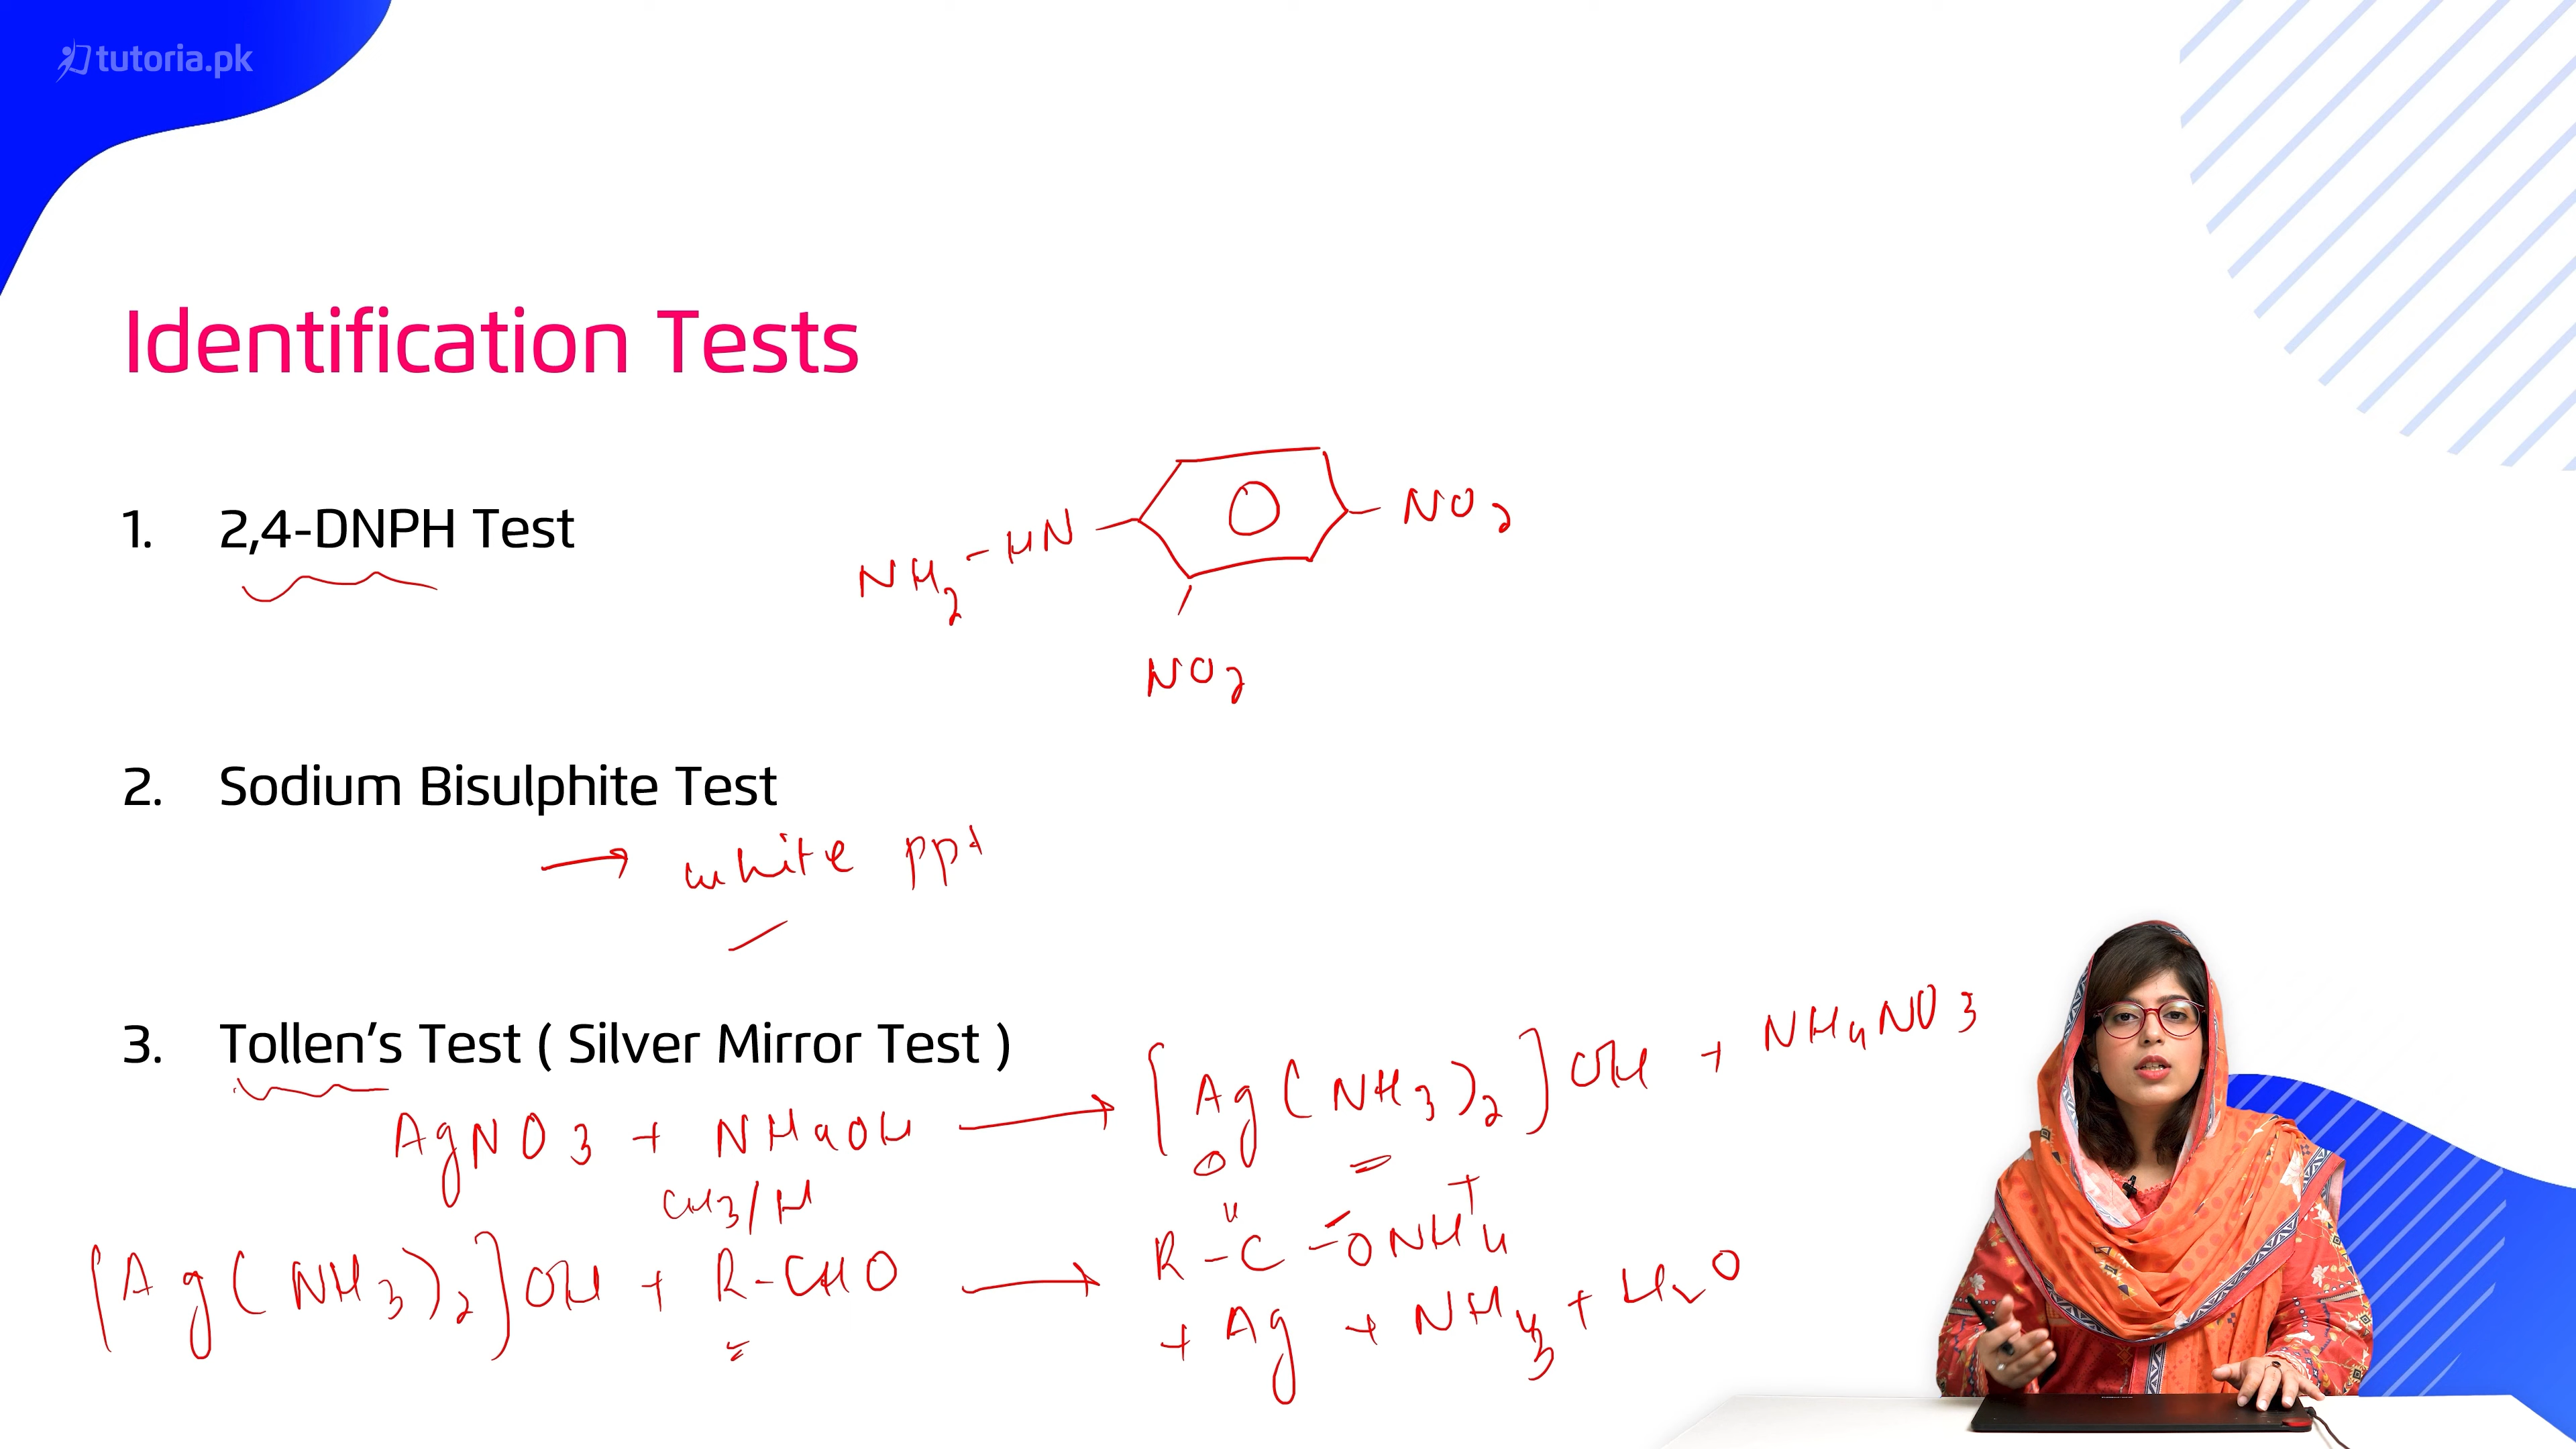 tutoria.pk
Identification Tests
1. 2,4-DNPH Test
NH2-HN NO2
NO2
2. Sodium Bisulphite Test
→ white ppt
3. Tollen's Test ( Silver Mirror Test )
AgNO3 + NH4OH → [Ag(NH3)2]OH + NH4NO3
CH3/H
[Ag(NH3)2]OH + R-CHO → R-C-ŌNH4+
+ Ag + NH3 + H2O